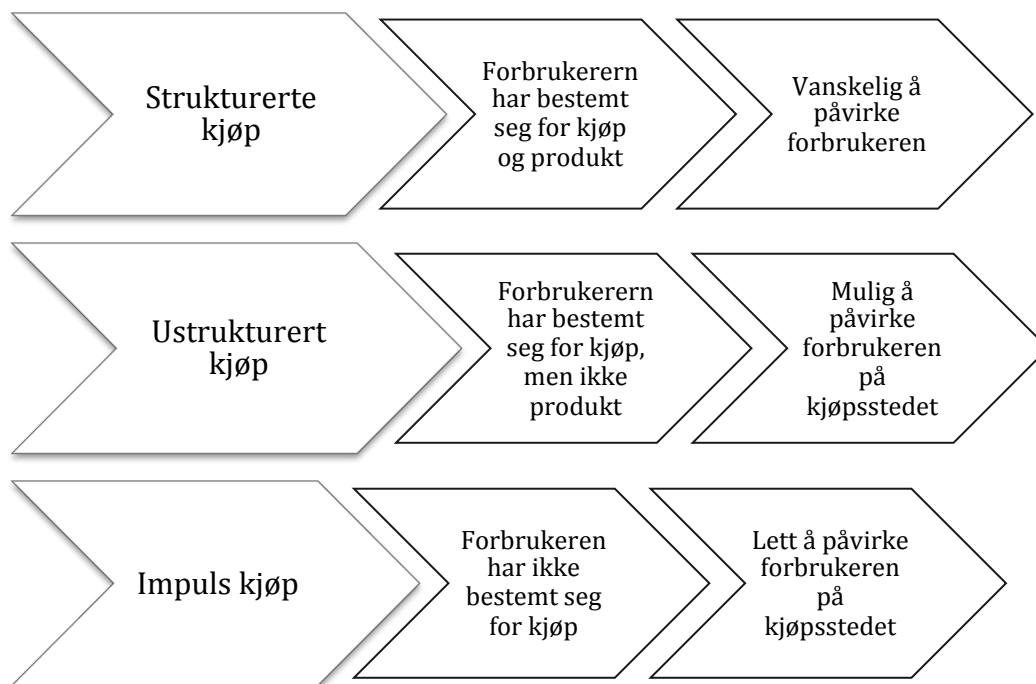 Strukturerte
kjøp
Forbrukerern
har bestemt
seg for kjøp
og produkt
Vanskelig å
påvirke
forbrukeren
Ustrukturert
kjøp
Forbrukerern
har bestemt
seg for kjøp,
men ikke
produkt
Mulig å
påvirke
forbrukeren
på
kjøpsstedet
Impuls kjøp
Forbrukeren
har ikke
bestemt seg
for kjøp
Lett å påvirke
forbrukeren
på
kjøpsstedet